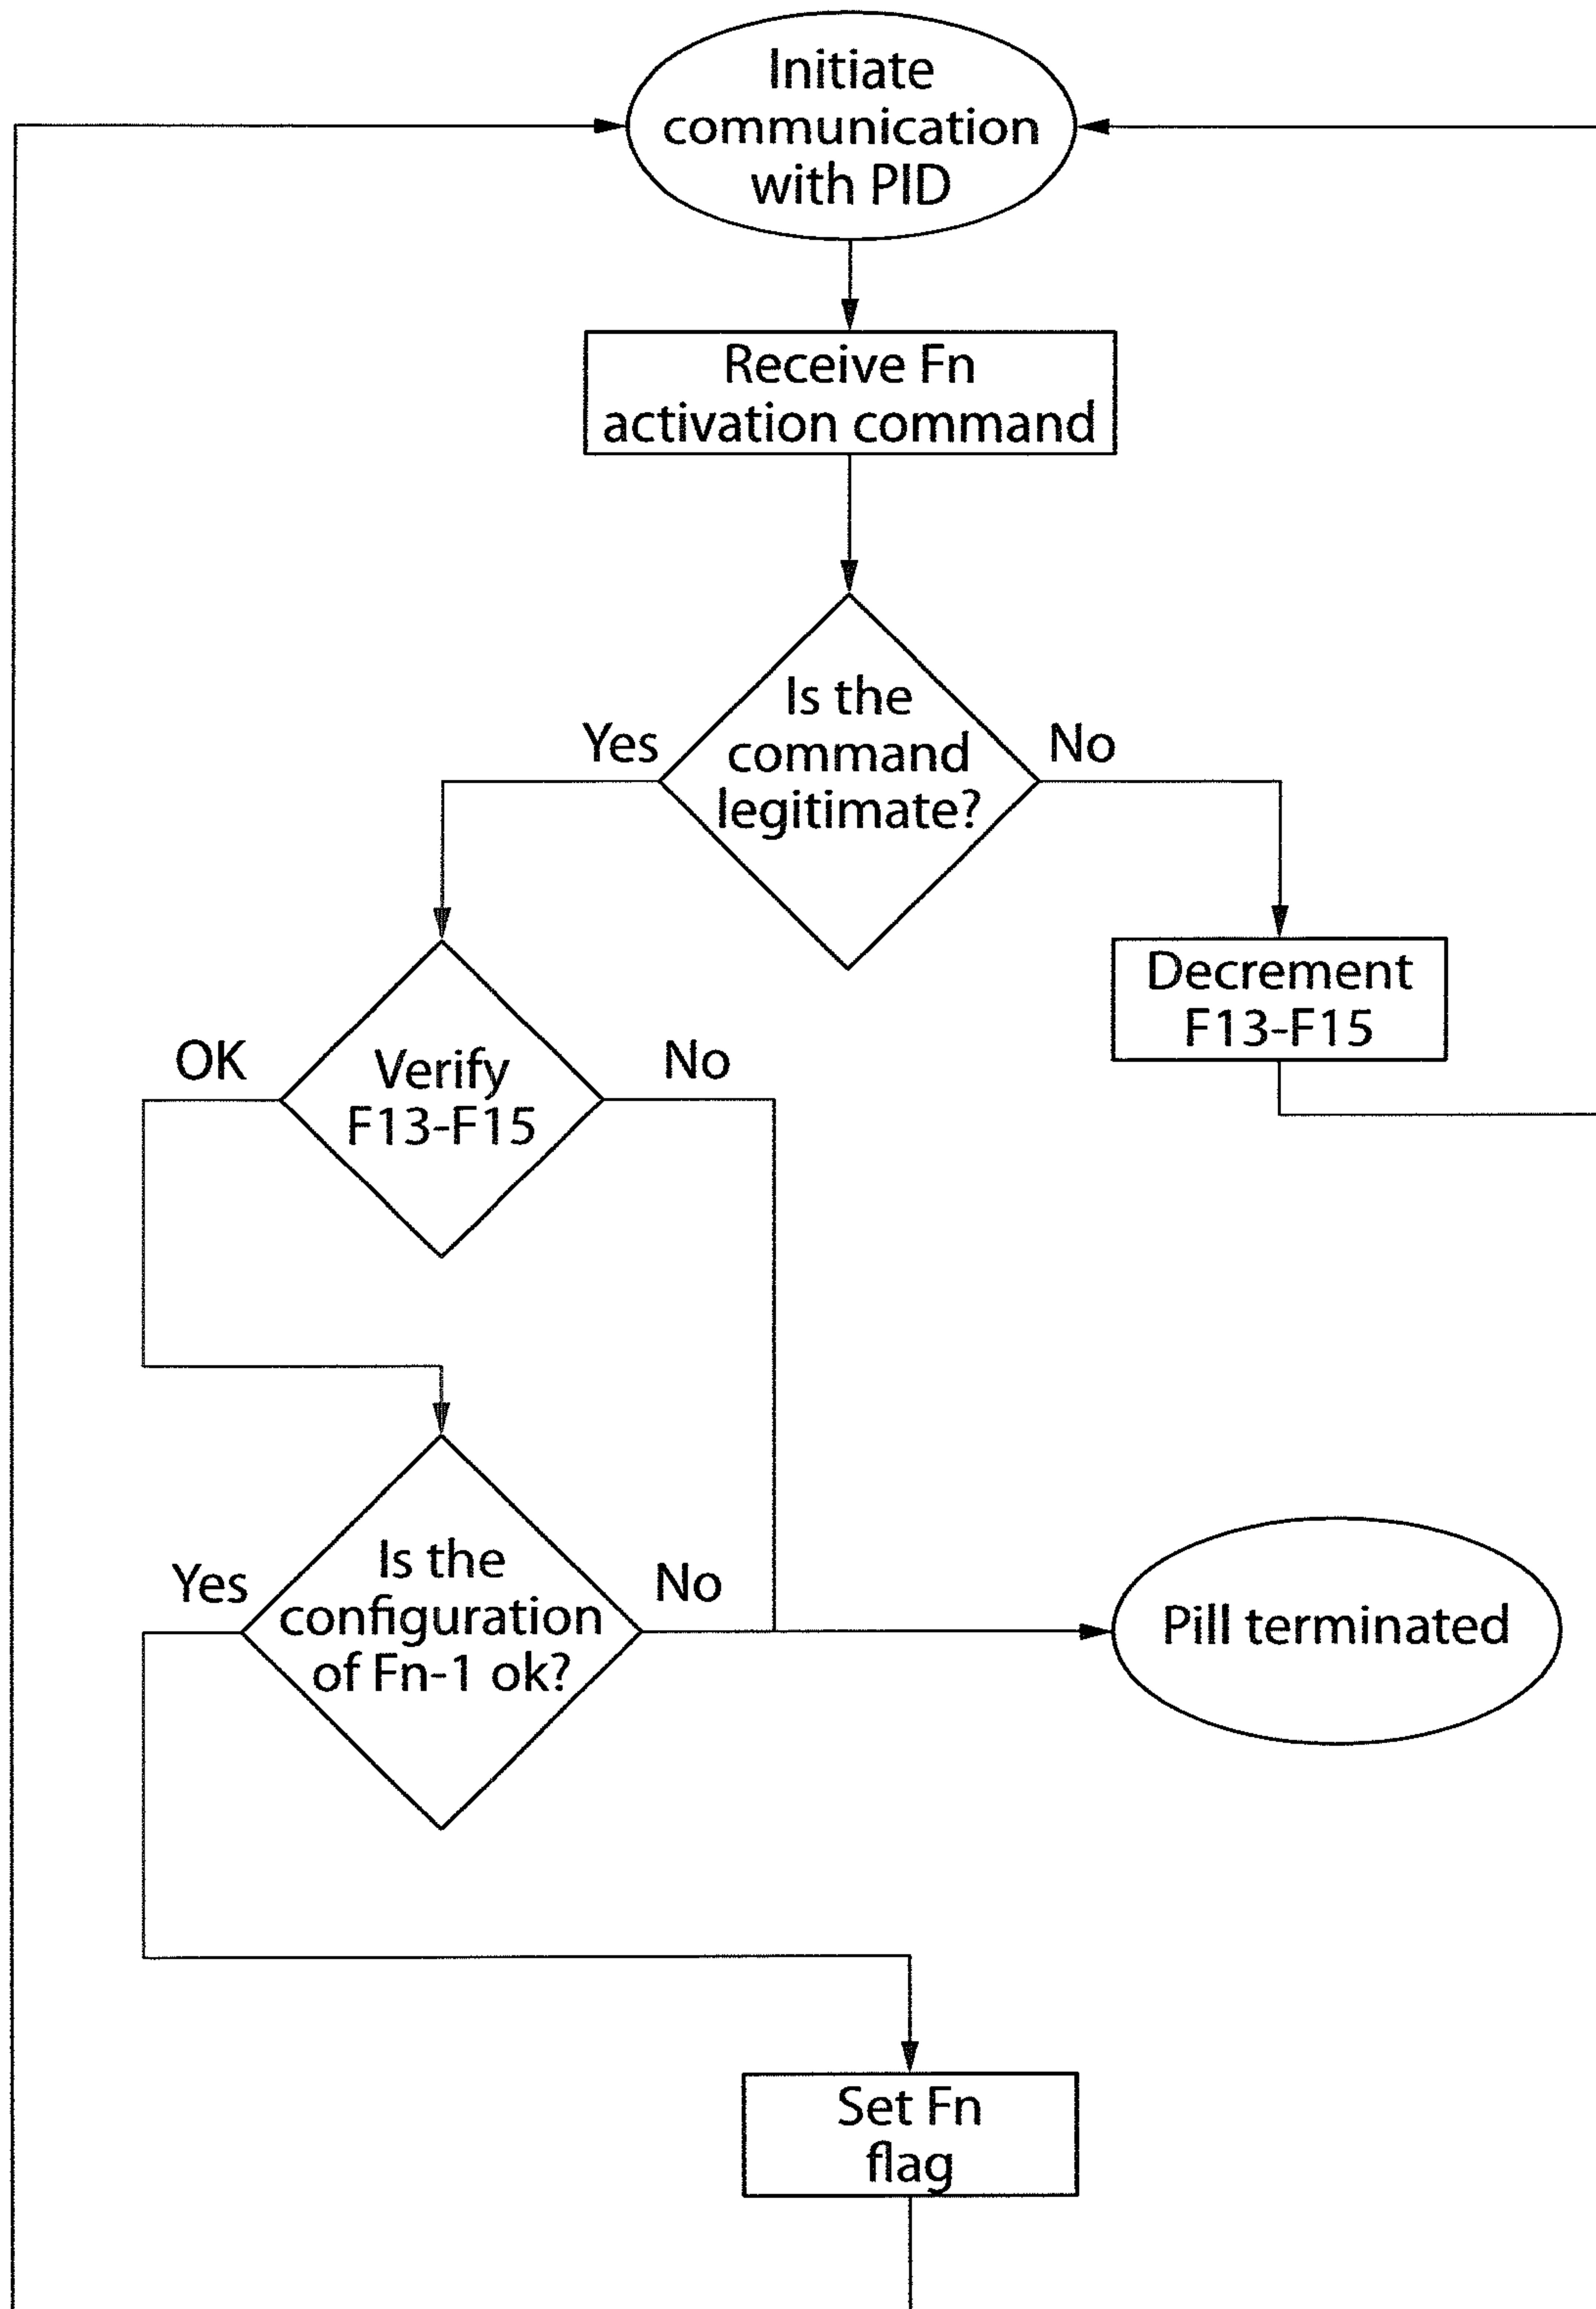 Initiate
communication
with PID
Receive Fn
activation command
Is the
command
legitimate?
Yes
No
Decrement
F13-F15
Verify
F13-F15
OK
No
Is the
configuration
of Fn-1 ok?
Yes
No
Pill terminated
Set Fn
flag